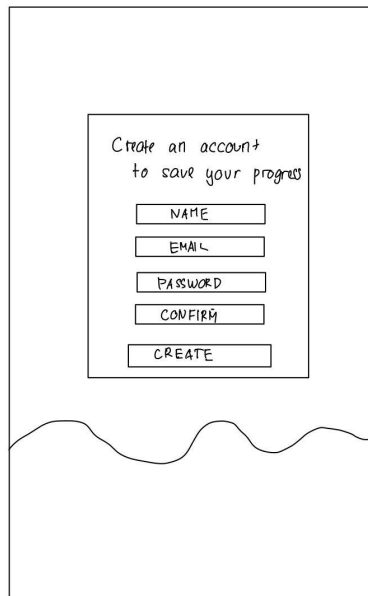 Create an account
to save your progress
NAME
EMAIL
PASSWORD
CONFIRM
CREATE